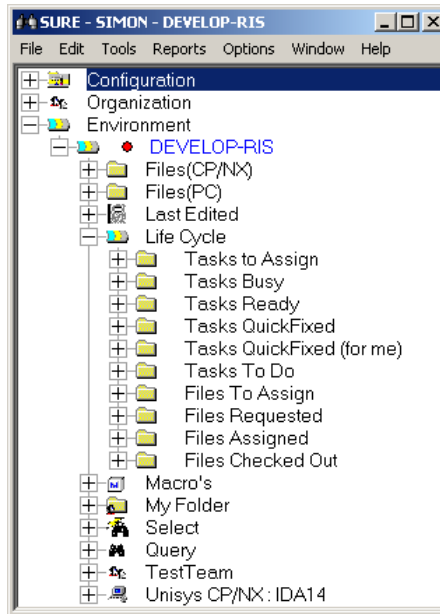 SURE - SIMON - DEVELOP-RIS
File Edit Tools Reports Options Window Help
Configuration
Organization
Environment
DEVELOP-RIS
Files(CP/NX)
Files(PC)
Last Edited
Life Cycle
Tasks to Assign
Tasks Busy
Tasks Ready
Tasks QuickFixed
Tasks QuickFixed (for me)
Tasks To Do
Files To Assign
Files Requested
Files Assigned
Files Checked Out
Macro's
My Folder
Select
Query
TestTeam
Unisys CP/NX : IDA14